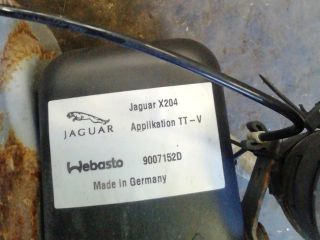 Jaguar X204
JAGUAR Applikation TT-V
Webasto 9007152D
Made in Germany